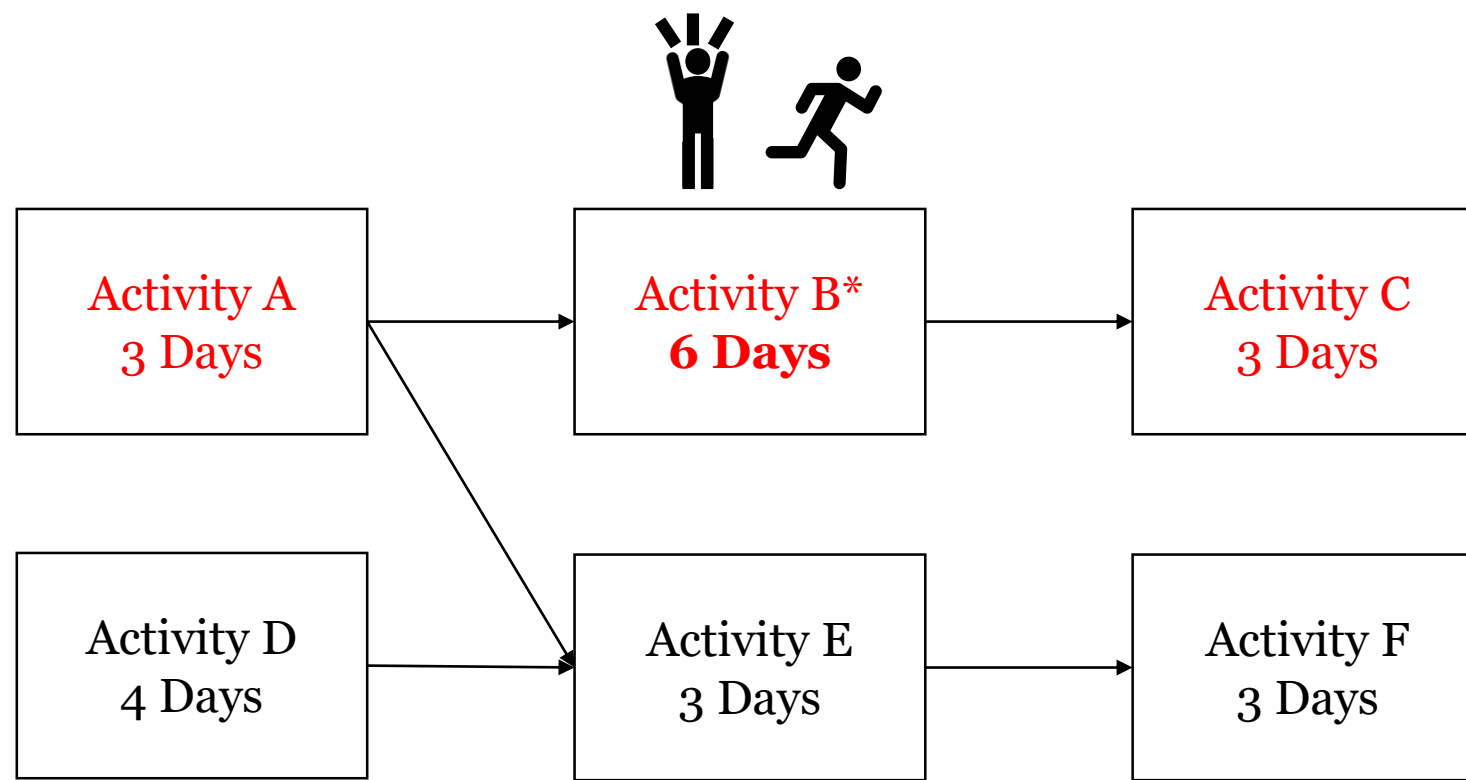 Activity A
3 Days
Activity B*
6 Days
Activity C
3 Days
Activity D
4 Days
Activity E
3 Days
Activity F
3 Days